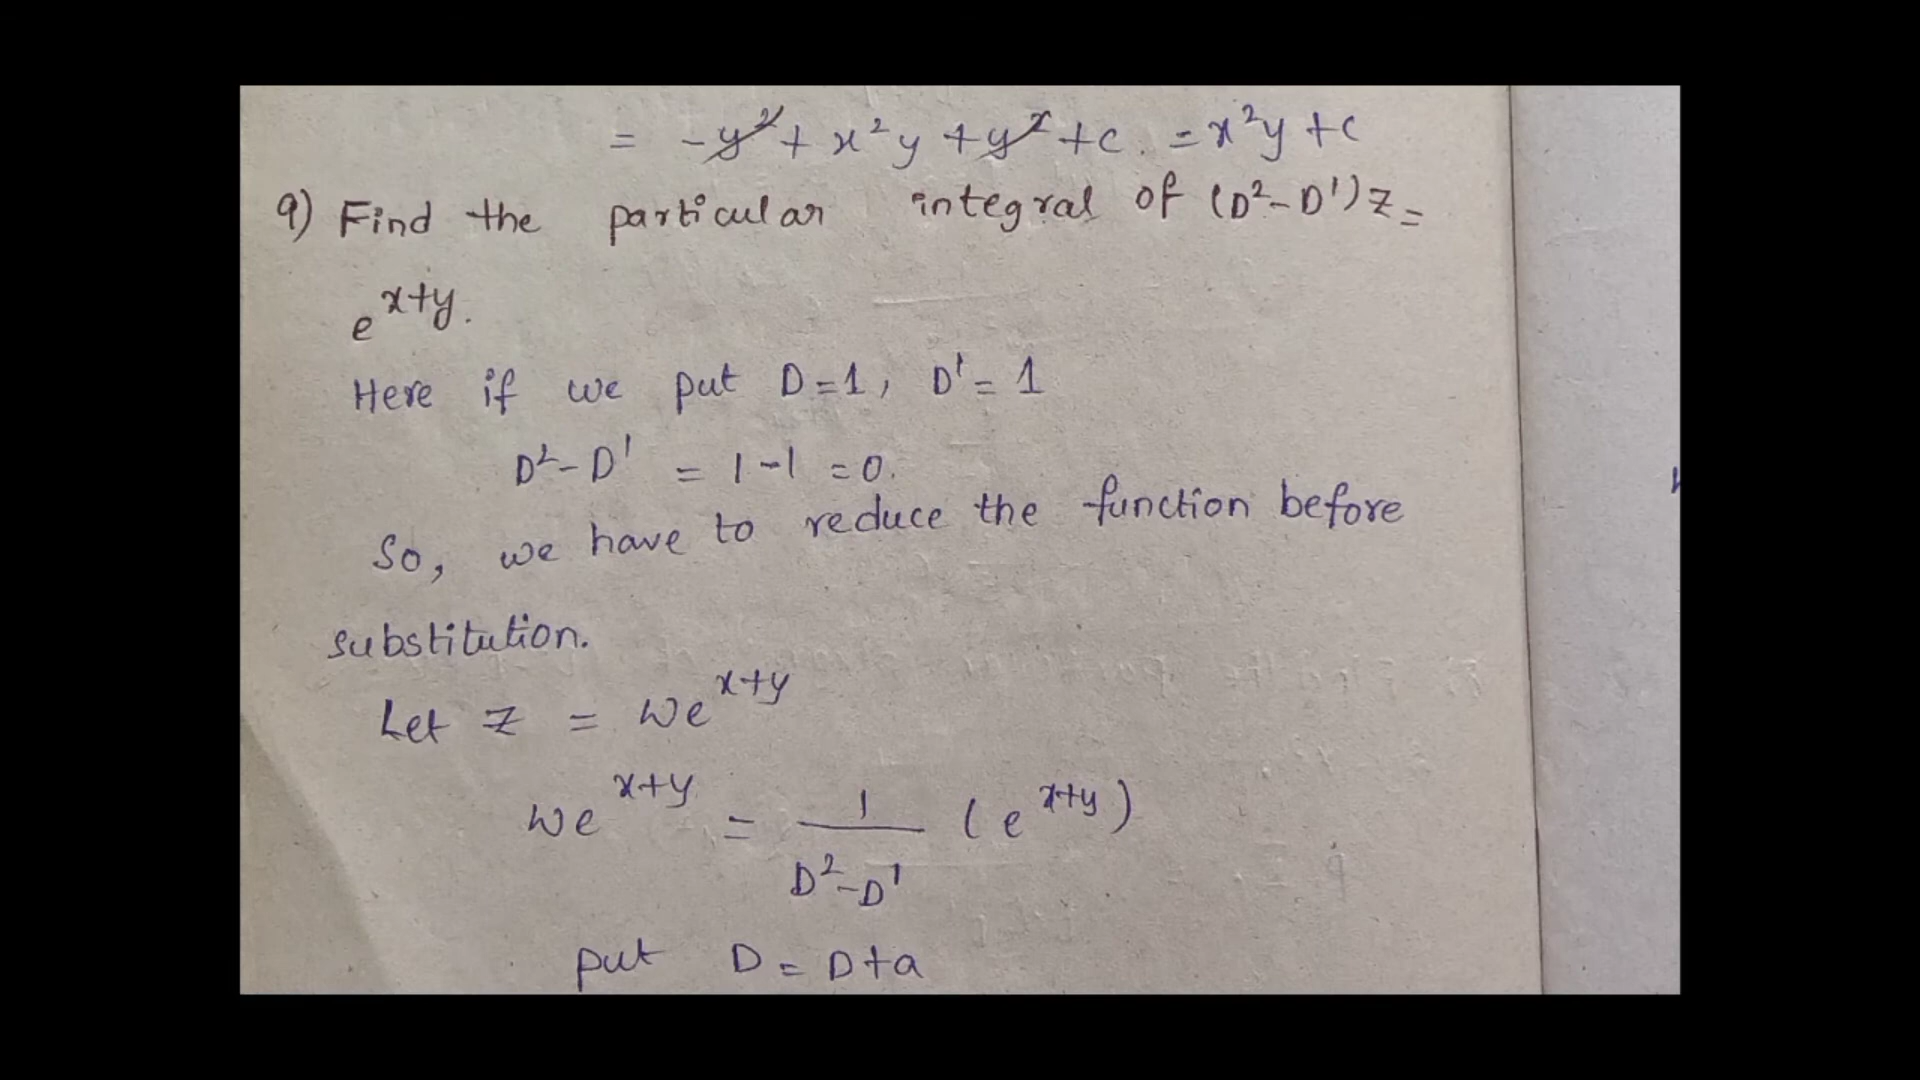 = -y² + x²y + y² + c. = x²y + c
9) Find the particular integral of (D²-D')z =
e^x+y.
Here if we put D=1, D'=1
D²-D' = 1-1 =0.
So, we have to reduce the function before
substitution.
Let z = We^x+y
We^x+y = 1/D²-D' (e^x+y)
put D = D+a